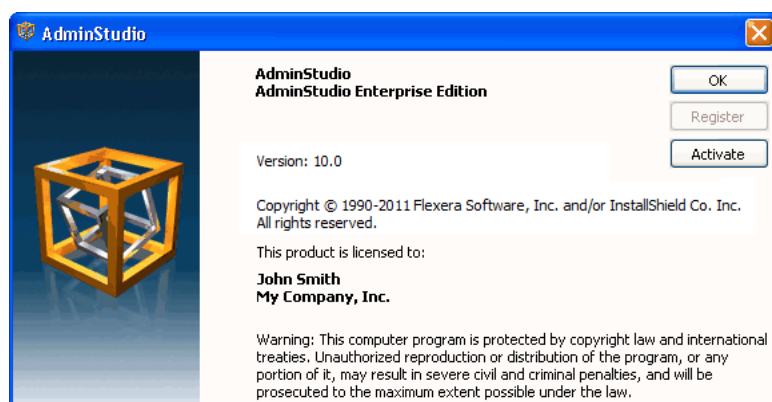 AdminStudio
AdminStudio
AdminStudio Enterprise Edition
OK
Register
Version: 10.0
Activate
Copyright © 1990-2011 Flexera Software, Inc. and/or InstallShield Co. Inc.
All rights reserved.
This product is licensed to:
John Smith
My Company, Inc.
Warning: This computer program is protected by copyright law and international
treaties. Unauthorized reproduction or distribution of the program, or any
portion of it, may result in severe civil and criminal penalties, and will be
prosecuted to the maximum extent possible under the law.